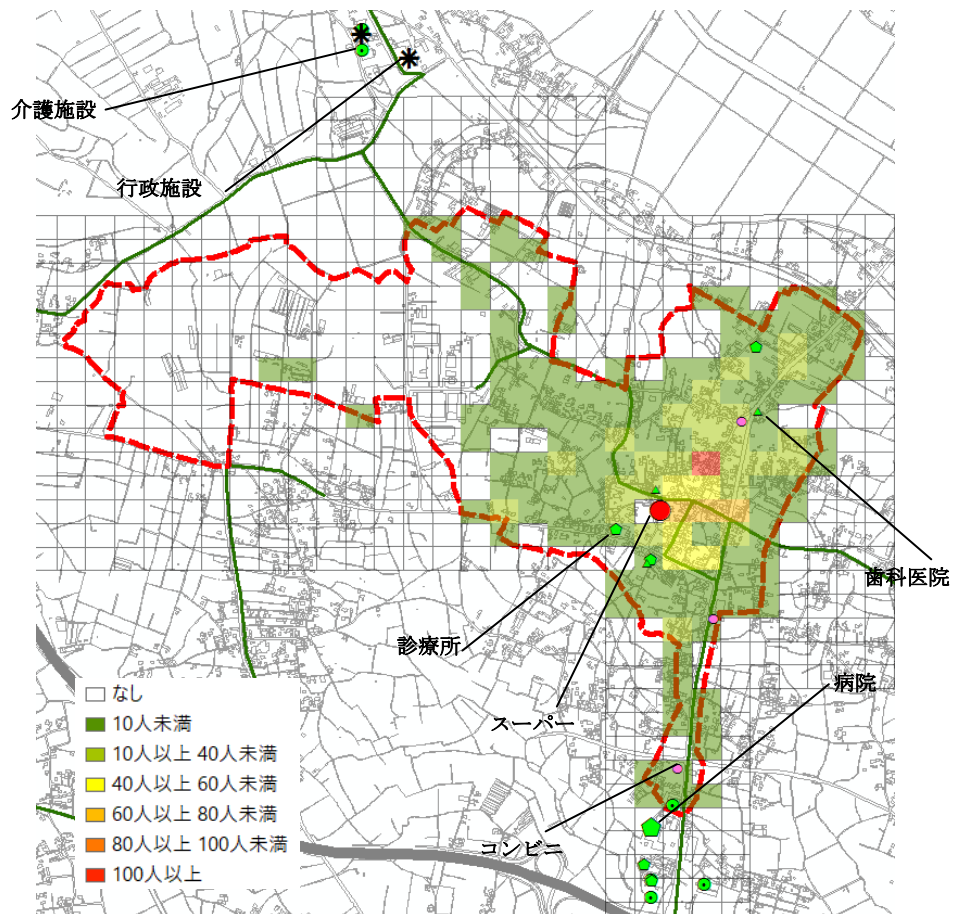 介護施設
行政施設
歯科医院
診療所
病院
スーパー
コンビニ
なし
10人未満
10人以上 40人未満
40人以上 60人未満
60人以上 80人未満
80人以上 100人未満
100人以上